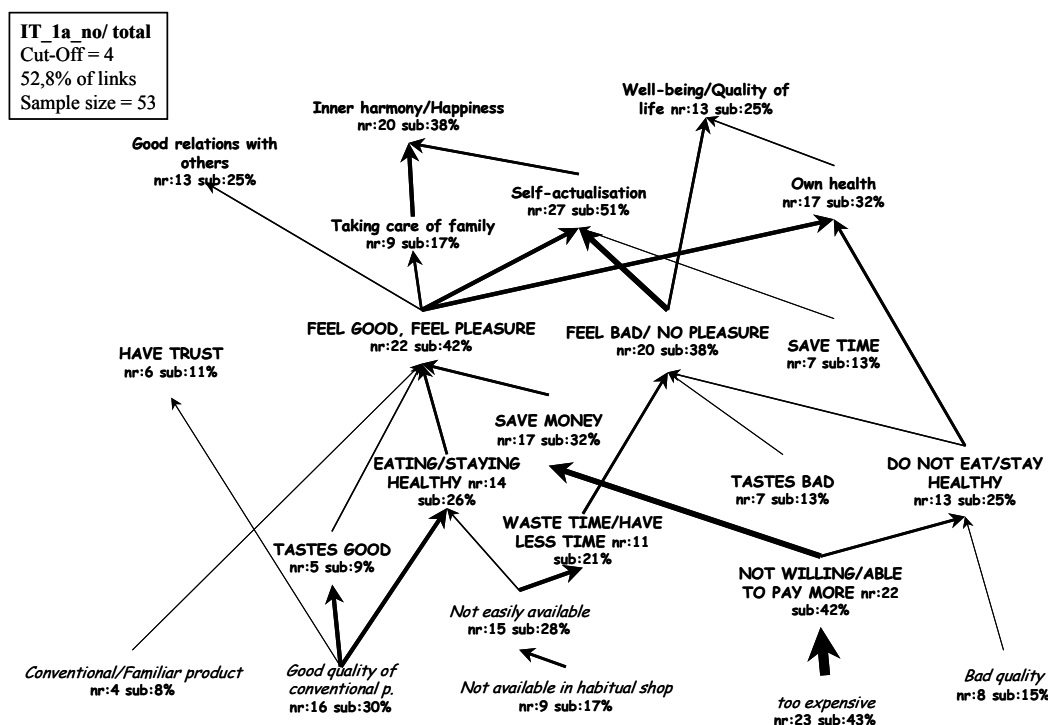 IT_1a_no/ total
Cut-Off = 4
52,8% of links
Sample size = 53
Well-being/Quality of
life nr:13 sub:25%
Inner harmony/Happiness
nr:20 sub:38%
Good relations with
others
nr:13 sub:25%
Self-actualisation
nr:27 sub:51%
Own health
nr:17 sub:32%
Taking care of family
nr:9 sub:17%
FEEL GOOD, FEEL PLEASURE
nr:22 sub:42%
FEEL BAD/ NO PLEASURE
nr:20 sub:38%
SAVE TIME
nr:7 sub:13%
HAVE TRUST
nr:6 sub:11%
SAVE MONEY
nr:17 sub:32%
EATING/STAYING
HEALTHY nr:14
sub:26%
TASTES BAD
nr:7 sub:13%
DO NOT EAT/STAY
HEALTHY
nr:13 sub:25%
WASTE TIME/HAVE
LESS TIME nr:11
sub:21%
TASTES GOOD
nr:5 sub:9%
NOT WILLING/ABLE
TO PAY MORE nr:22
sub:42%
Not easily available
nr:15 sub:28%
Conventional/Familiar product
nr:4 sub:8%
Good quality of
conventional p.
nr:16 sub:30%
Not available in habitual shop
nr:9 sub:17%
too expensive
nr:23 sub:43%
Bad quality
nr:8 sub:15%